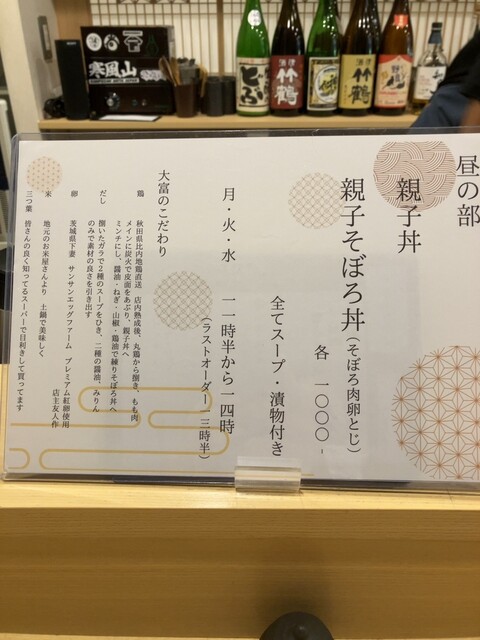 昼の部
親子丼
親子そぼろ丼(そぼろ肉卵とじ)
各 一〇〇〇-
全てスープ・漬物付き
月・火・水 一一時半から一四時
(ラストオーダー一三時半)
大富のこだわり
鶏 秋田県比内地鶏直送 店内熟成後、丸鶏から捌き、もも肉
メインに炭火で皮面をあぶり、親子丼へ
ミンチにし、醤油・ねぎ・山椒・鶏油で練りそぼろ丼へ
だし 捌いたガラで2種のスープをひき、二種の醤油、みりん
のみで素材の良さを引き出す
卵 茨城県下妻 サンサンエッグファーム プレミアム紅卵使用
店主友人作
米 地元のお米屋さんより 土鍋で美味しく
三つ葉 皆さんの良く知ってるスーパーで目利きして買ってます
寒風山
竹鶴
竹鶴